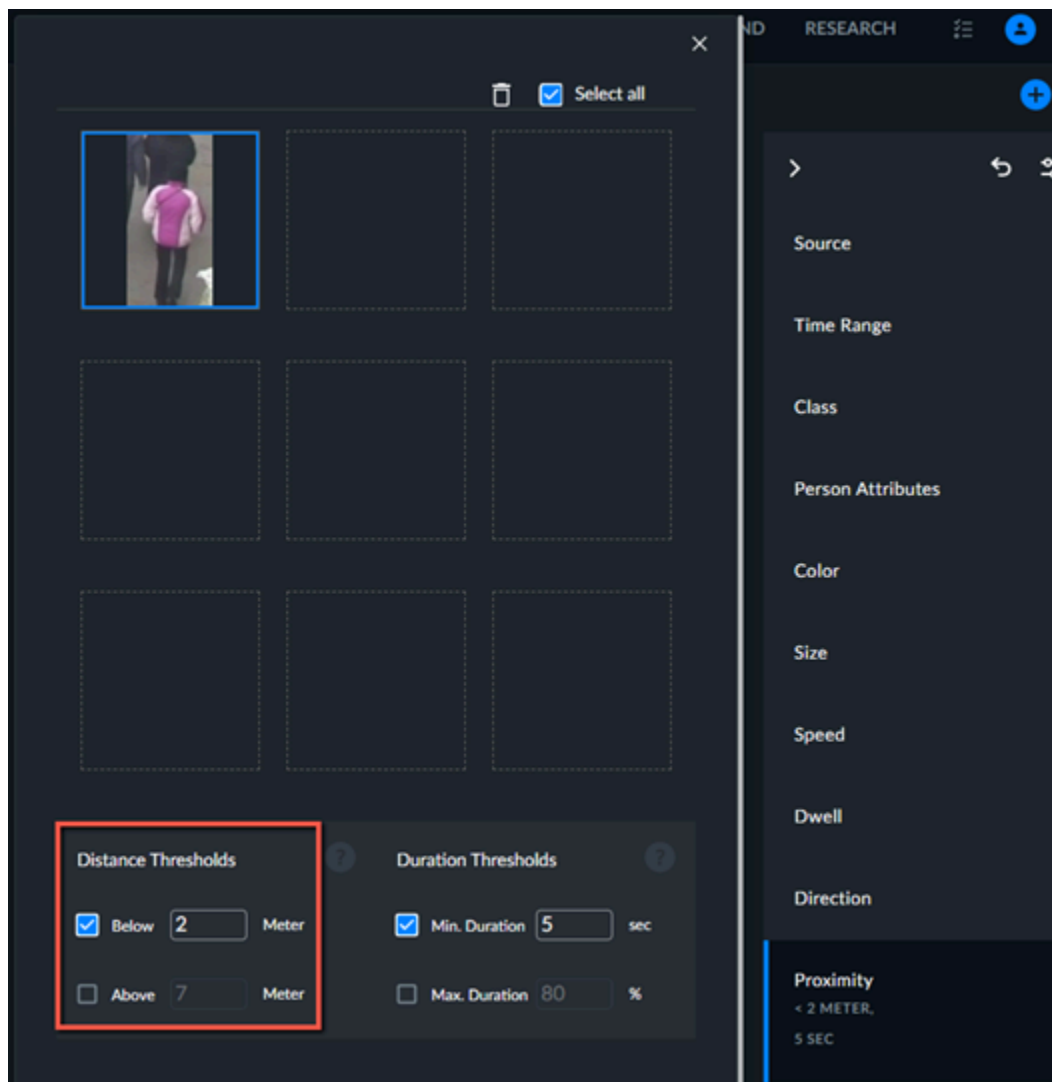 ND RESEARCH
Select all
Source
Time Range
Class
Person Attributes
Color
Size
Speed
Dwell
Direction
Proximity
< 2 METER,
5 SEC
Distance Thresholds ? Duration Thresholds ?
Below 2 Meter Min. Duration 5 sec
Above 7 Meter Max. Duration 80 %